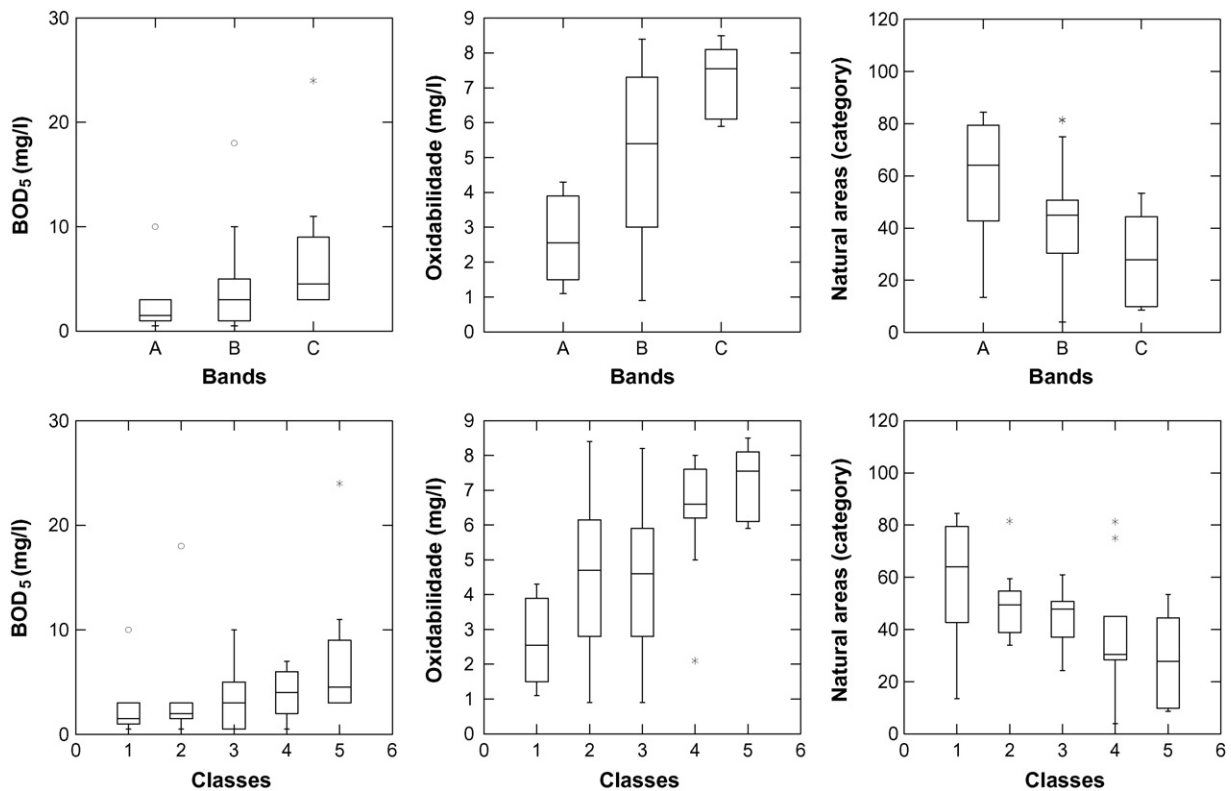 BOD5 (mg/l)
30
20
10
0
A B C
Bands
Oxidabilidade (mg/l)
9
8
7
6
5
4
3
2
1
0
A B C
Bands
Natural areas (category)
120
100
80
60
40
20
0
A B C
Bands
BOD5 (mg/l)
30
20
10
0
0 1 2 3 4 5 6
Classes
Oxidabilidade (mg/l)
9
8
7
6
5
4
3
2
1
0
0 1 2 3 4 5 6
Classes
Natural areas (category)
120
100
80
60
40
20
0
0 1 2 3 4 5 6
Classes